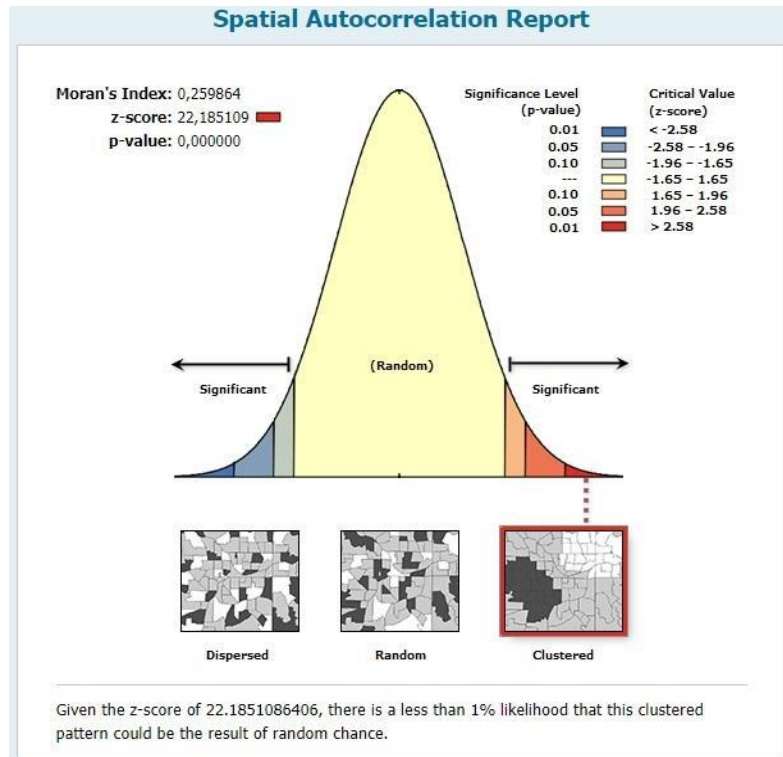 Spatial Autocorrelation Report
Moran's Index: 0,259864
z-score: 22,185109
p-value: 0,000000
Significance Level (p-value)
Critical Value (z-score)
0.01 < -2.58
0.05 -2.58 – -1.96
0.10 -1.96 – -1.65
--- -1.65 – 1.65
0.10 1.65 – 1.96
0.05 1.96 – 2.58
0.01 > 2.58
(Random)
Significant
Significant
Dispersed
Random
Clustered
Given the z-score of 22.1851086406, there is a less than 1% likelihood that this clustered
pattern could be the result of random chance.